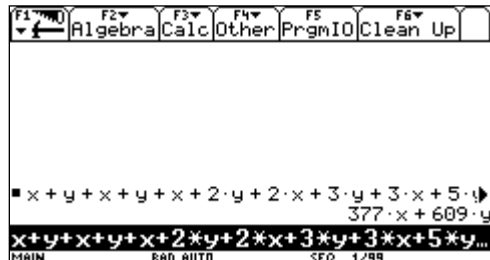 F1 F2 Algebra F3 Calc F4 Other F5 PrgmIO F6 Clean Up
x + y + x + y + x + 2·y + 2·x + 3·y + 3·x + 5·y
377·x + 609·y
x+y+x+y+x+2*y+2*x+3*y+3*x+5*y...
MAIN RAD AUTO SEQ 1/99